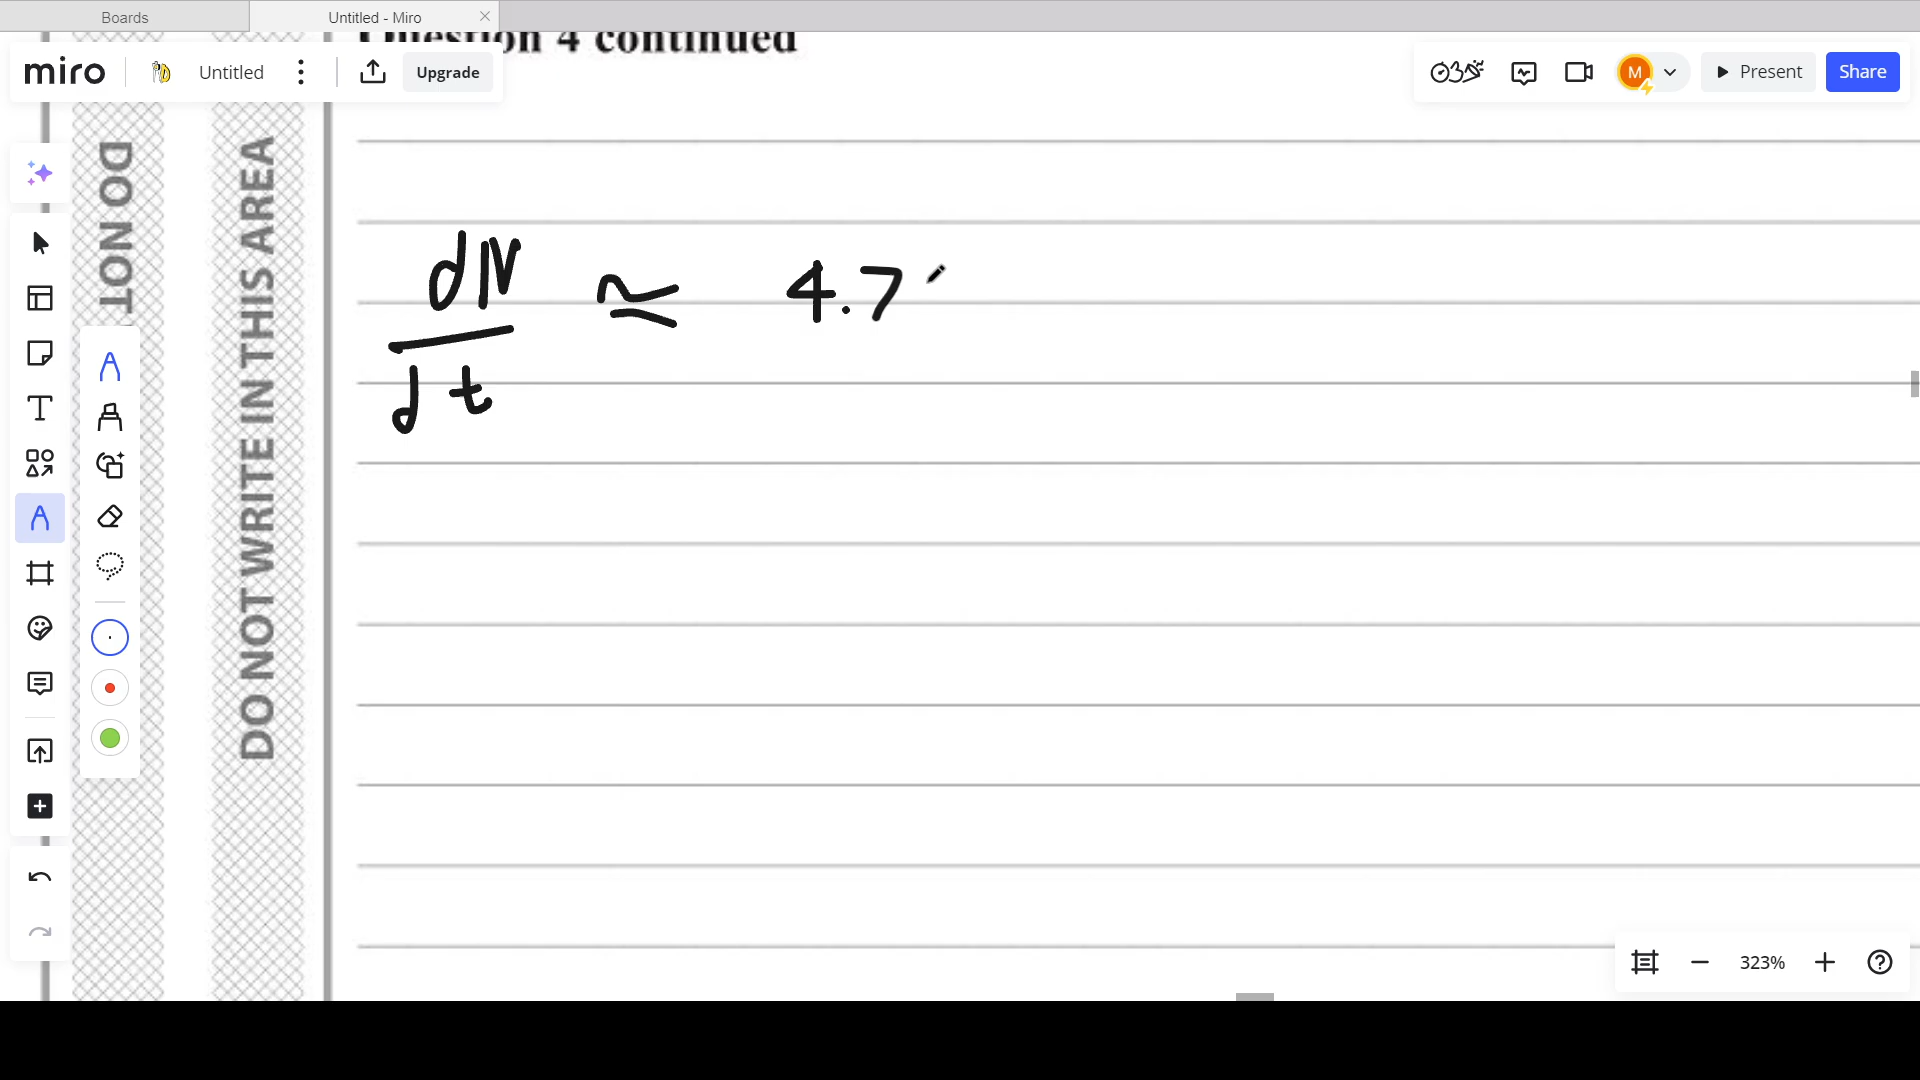 Boards
Untitled - Miro
Question 4 continued
miro
Untitled
Upgrade
M
Present
Share
DO NOT
DO NOT WRITE IN THIS AREA
dN
dt
≃ 4.7
323%